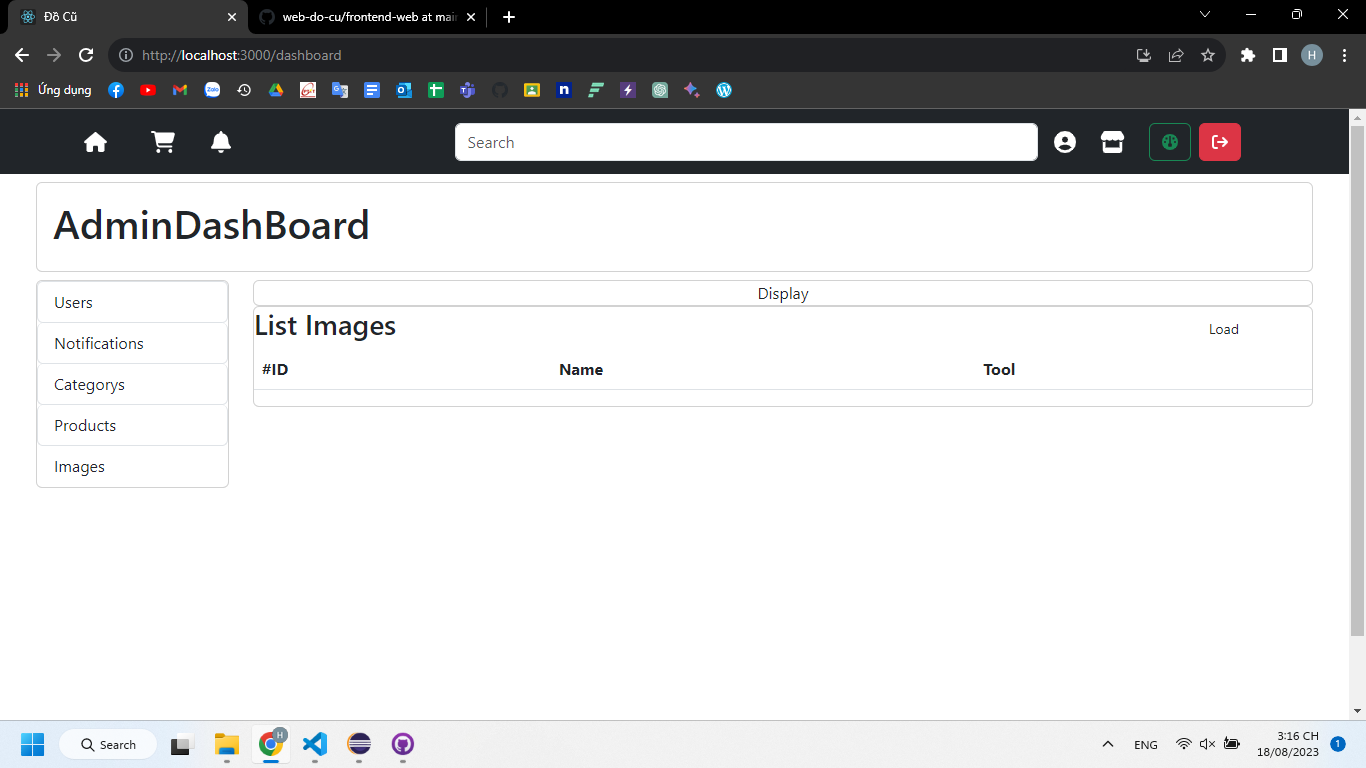 Đồ Cũ
web-do-cu/frontend-web at mai
http://localhost:3000/dashboard
H
Ứng dụng
Search
AdminDashBoard
Users
Notifications
Categorys
Products
Images
Display
List Images
Load
#ID Name Tool
Search
H
ENG
3:16 CH
18/08/2023
1